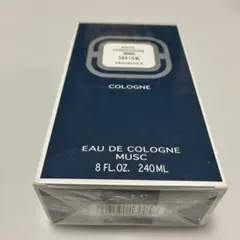 MUSK
COLOGNE
EAU DE COLOGNE
MUSC
8 FL.OZ. 240ML